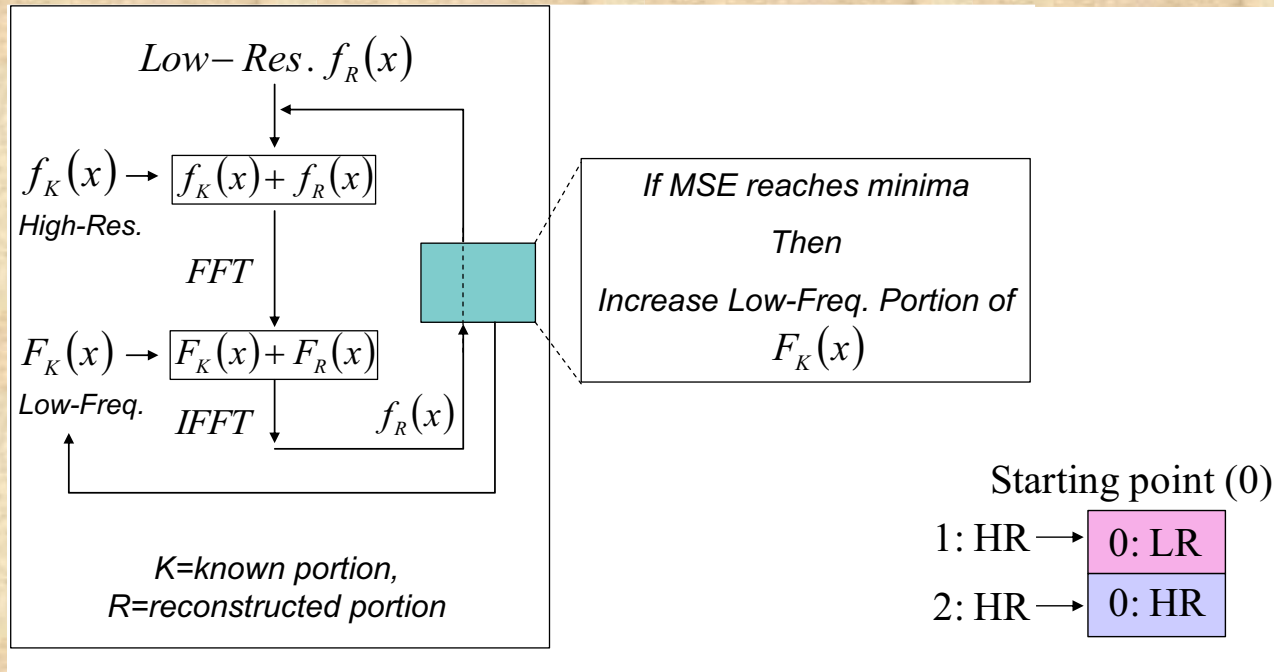 Low – Res. f_R(x)
f_K(x) → f_K(x) + f_R(x)
High-Res.
FFT
F_K(x) → F_K(x) + F_R(x)
Low-Freq.
IFFT
f_R(x)
K=known portion,
R=reconstructed portion
If MSE reaches minima
Then
Increase Low-Freq. Portion of
F_K(x)
Starting point (0)
1: HR → 0: LR
2: HR → 0: HR